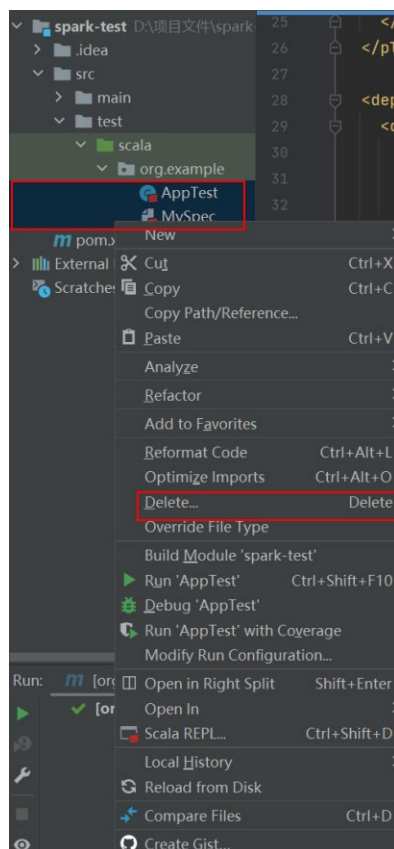 spark-test D:\项目文件\spark
.idea
src
main
test
scala
org.example
AppTest
MySpec
pom.x
External
Scratches
25
26
27
28
29
30
31
32
</
</pl
<dep
<d
New
Cut Ctrl+X
Copy Ctrl+C
Copy Path/Reference...
Paste Ctrl+V
Analyze
Refactor
Add to Favorites
Reformat Code Ctrl+Alt+L
Optimize Imports Ctrl+Alt+O
Delete... Delete
Override File Type
Build Module 'spark-test'
Run 'AppTest' Ctrl+Shift+F10
Debug 'AppTest'
Run 'AppTest' with Coverage
Modify Run Configuration...
Open in Right Split Shift+Enter
Open In
Scala REPL... Ctrl+Shift+D
Local History
Reload from Disk
Compare Files Ctrl+D
Create Gist...
Run: m [org
[or